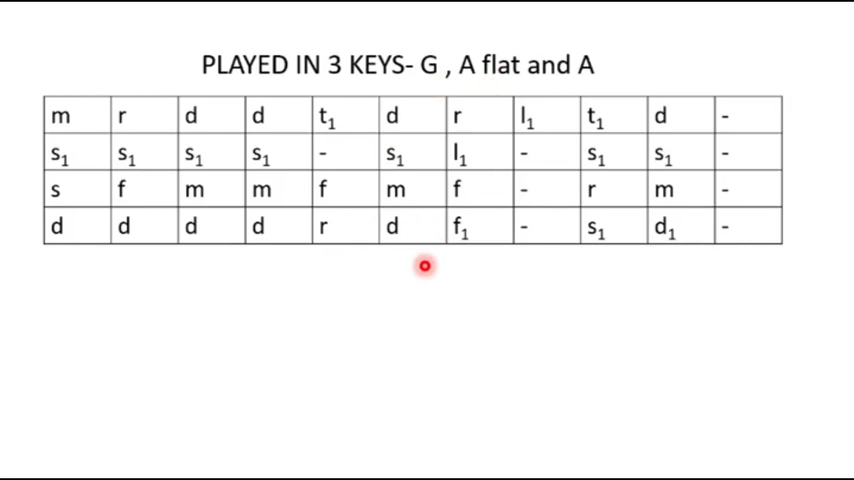 PLAYED IN 3 KEYS- G , A flat and A
m r d d t₁ d r l₁ t₁ d -
s₁ s₁ s₁ s₁ - s₁ l₁ - s₁ s₁ -
s f m m f m f - r m -
d d d d r d f₁ - s₁ d₁ -